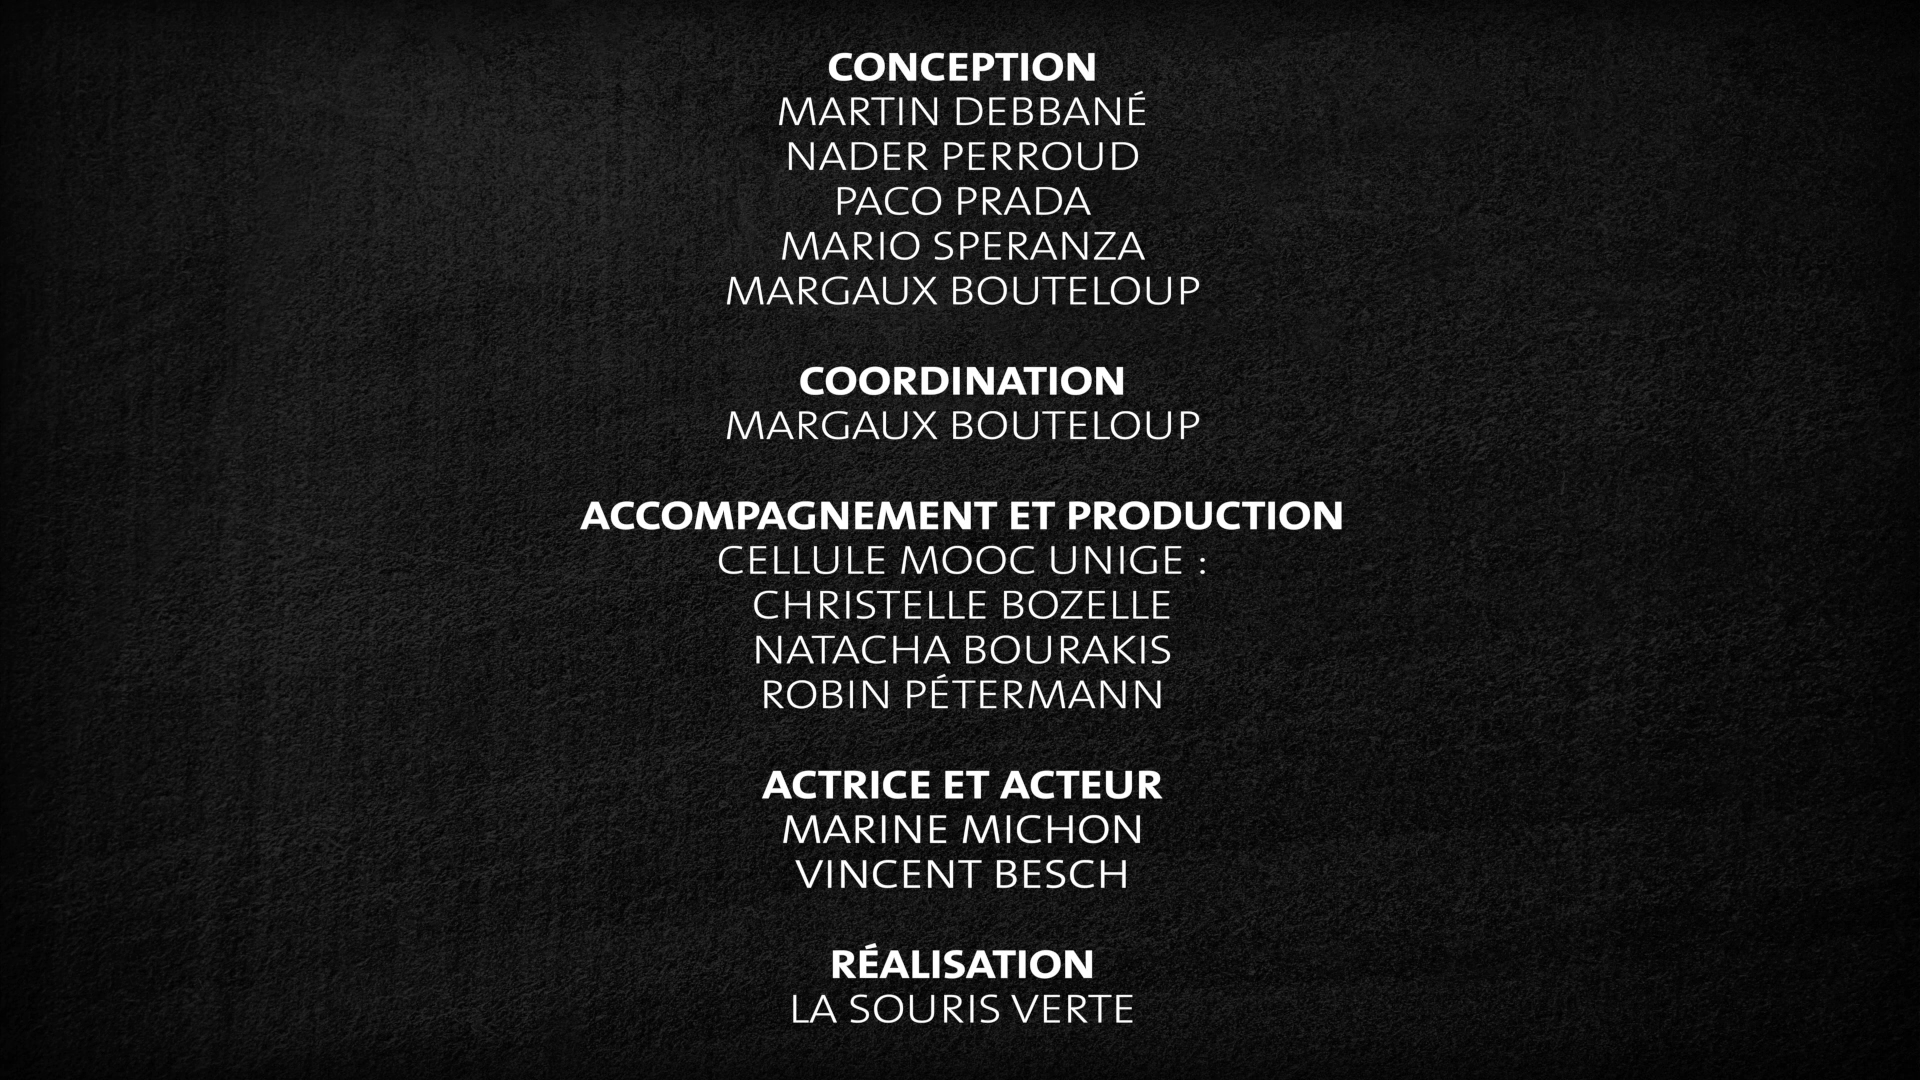 CONCEPTION
MARTIN DEBBANÉ
NADER PERROUD
PACO PRADA
MARIO SPERANZA
MARGAUX BOUTELOUP
COORDINATION
MARGAUX BOUTELOUP
ACCOMPAGNEMENT ET PRODUCTION
CELLULE MOOC UNIGE :
CHRISTELLE BOZELLE
NATACHA BOURAKIS
ROBIN PÉTERMANN
ACTRICE ET ACTEUR
MARINE MICHON
VINCENT BESCH
RÉALISATION
LA SOURIS VERTE